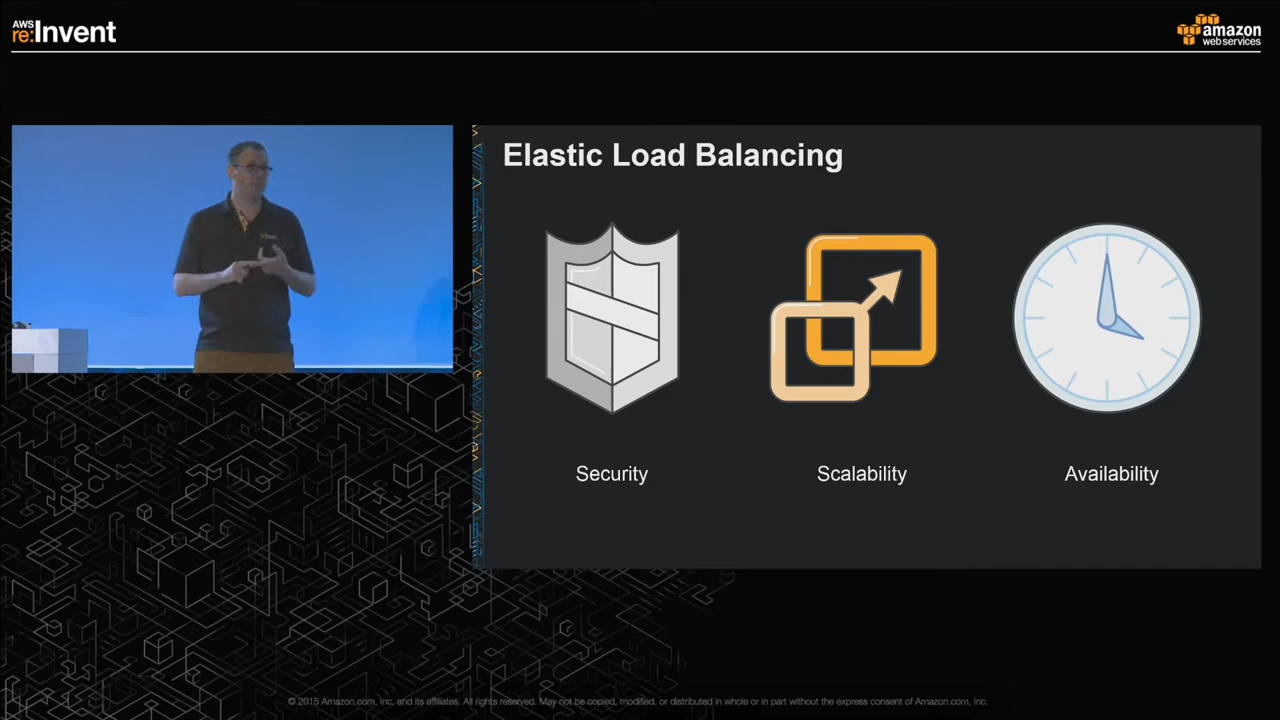 AWS
re:Invent
amazon
web services
Elastic Load Balancing
Security
Scalability
Availability
© 2015 Amazon.com, Inc. and its affiliates. All rights reserved. May not be copied, modified, or distributed in whole or in part without the express consent of Amazon.com, Inc.